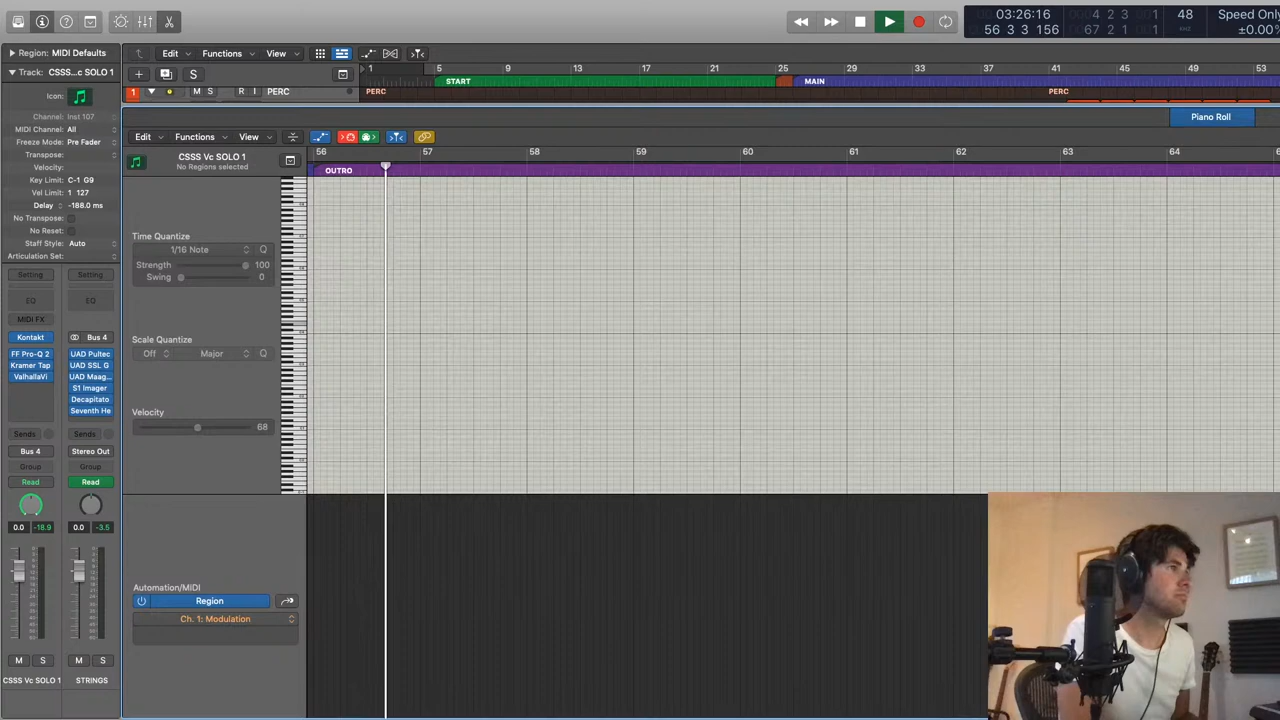 03:26:16
56 3 3 156
4 2 3 1
67 2 1 1
48
kHz
Speed Only
±0.00%
Region: MIDI Defaults
Edit
Functions
View
Track: CSSS...c SOLO 1
S
1
5
9
13
17
21
25
29
33
37
41
45
49
53
START
MAIN
1
M S
R I
PERC
PERC
PERC
Icon:
Channel: Inst 107
MIDI Channel: All
Freeze Mode: Pre Fader
Transpose:
Velocity:
Key Limit: C-1 G9
Vel Limit: 1 127
Delay -188.0 ms
No Transpose:
No Reset:
Staff Style: Auto
Articulation Set:
Piano Roll
Edit
Functions
View
CSSS Vc SOLO 1
No Regions selected
56
57
58
59
60
61
62
63
64
OUTRO
Time Quantize
1/16 Note
Q
Strength
100
Swing
0
Scale Quantize
Off
Major
Q
Velocity
68
Setting
Setting
EQ
EQ
MIDI FX
Kontakt
Bus 4
FF Pro-Q 2
UAD Pultec
Kramer Tap
UAD SSL G
ValhallaVi
UAD Maag...
S1 Imager
Decapitato
Seventh He
Sends
Sends
Bus 4
Stereo Out
Group
Group
Read
Read
0.0 -18.9
0.0 -3.5
M S
M S
CSSS Vc SOLO 1
STRINGS
Automation/MIDI
Region
Ch. 1: Modulation